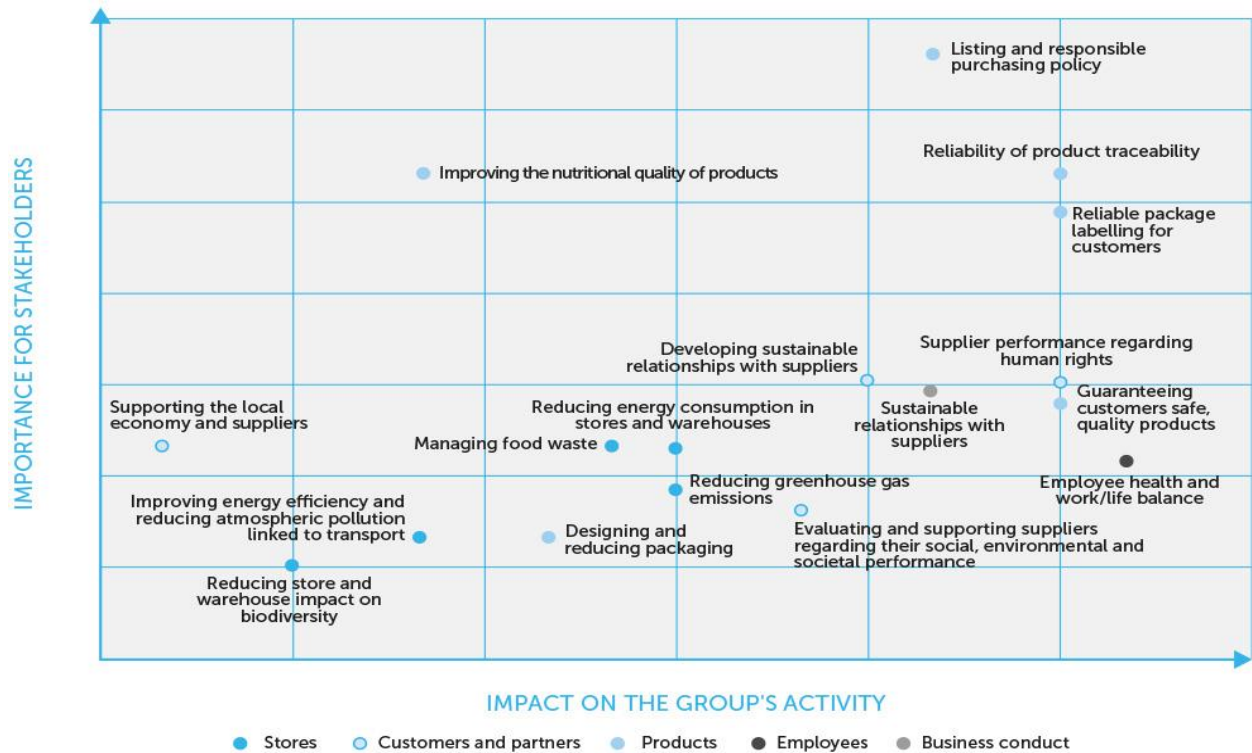 IMPORTANCE FOR STAKEHOLDERS
Listing and responsible
purchasing policy
Reliability of product traceability
Improving the nutritional quality of products
Reliable package
labelling for
customers
Developing sustainable
relationships with suppliers
Supplier performance regarding
human rights
Supporting the local
economy and suppliers
Reducing energy consumption in
stores and warehouses
Managing food waste
Sustainable
relationships with
suppliers
Guaranteeing
customers safe,
quality products
Employee health and
work/life balance
Improving energy efficiency and
reducing atmospheric pollution
linked to transport
Reducing greenhouse gas
emissions
Designing and
reducing packaging
Evaluating and supporting suppliers
regarding their social, environmental and
societal performance
Reducing store and
warehouse impact on
biodiversity
IMPACT ON THE GROUP'S ACTIVITY
Stores
Customers and partners
Products
Employees
Business conduct